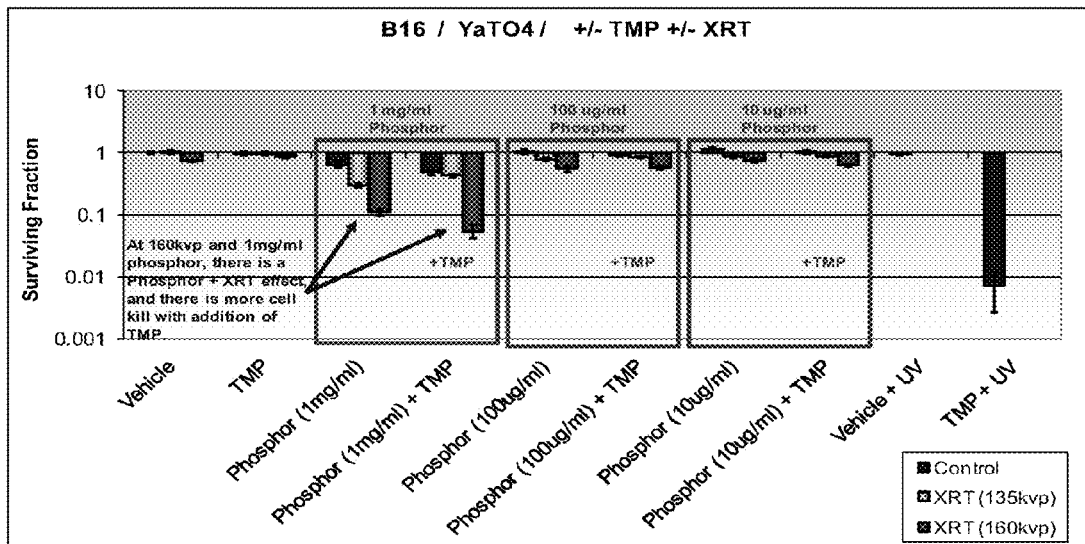 B16 / YaTO4 / +/- TMP +/- XRT
Surviving Fraction
10
1
0.1
0.01
0.001
1 mg/ml
Phosphor
100 ug/ml
Phosphor
10 ug/ml
Phosphor
At 160kvp and 1mg/ml
phosphor, there is a
Phosphor + XRT effect,
and there is more cell
kill with addition of
TMP.
+TMP
+TMP
+TMP
Vehicle
TMP
Phosphor (1mg/ml)
Phosphor (1mg/ml) + TMP
Phosphor (100ug/ml)
Phosphor (100ug/ml) + TMP
Phosphor (10ug/ml)
Phosphor (10ug/ml) + TMP
Vehicle + UV
TMP + UV
Control
XRT (135kvp)
XRT (160kvp)